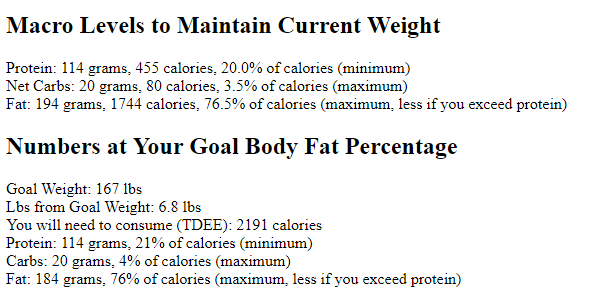 Macro Levels to Maintain Current Weight
Protein: 114 grams, 455 calories, 20.0% of calories (minimum)
Net Carbs: 20 grams, 80 calories, 3.5% of calories (maximum)
Fat: 194 grams, 1744 calories, 76.5% of calories (maximum, less if you exceed protein)
Numbers at Your Goal Body Fat Percentage
Goal Weight: 167 lbs
Lbs from Goal Weight: 6.8 lbs
You will need to consume (TDEE): 2191 calories
Protein: 114 grams, 21% of calories (minimum)
Carbs: 20 grams, 4% of calories (maximum)
Fat: 184 grams, 76% of calories (maximum, less if you exceed protein)